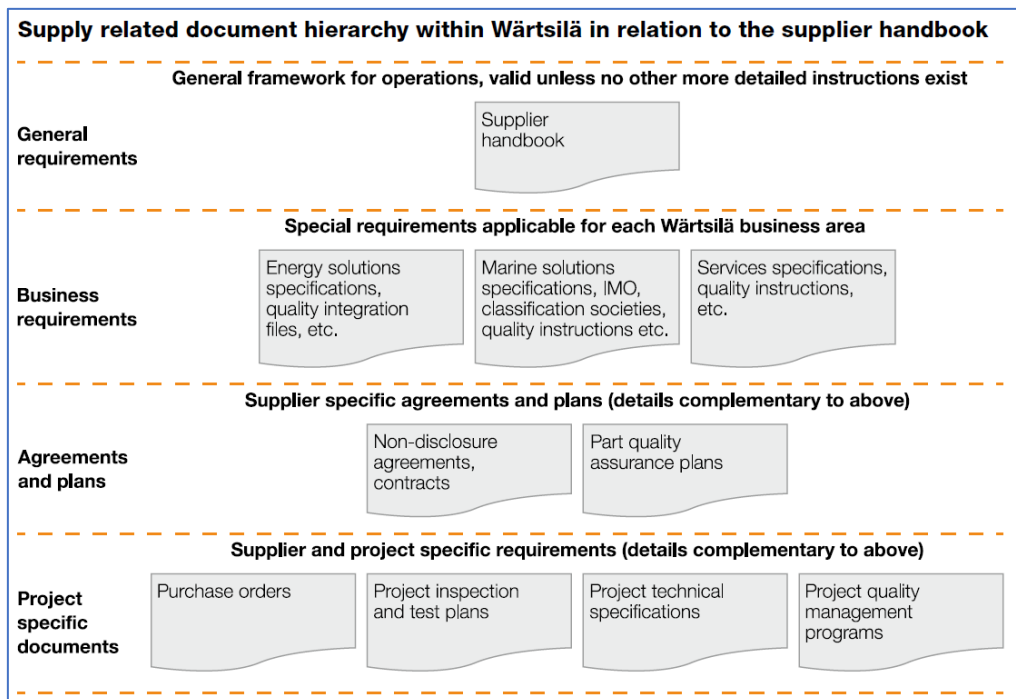 Supply related document hierarchy within Wärtsilä in relation to the supplier handbook
General framework for operations, valid unless no other more detailed instructions exist
General
requirements
Supplier
handbook
Special requirements applicable for each Wärtsilä business area
Business
requirements
Energy solutions
specifications,
quality integration
files, etc.
Marine solutions
specifications, IMO,
classification societies,
quality instructions etc.
Services specifications,
quality instructions,
etc.
Supplier specific agreements and plans (details complementary to above)
Agreements
and plans
Non-disclosure
agreements,
contracts
Part quality
assurance plans
Supplier and project specific requirements (details complementary to above)
Project
specific
documents
Purchase orders
Project inspection
and test plans
Project technical
specifications
Project quality
management
programs